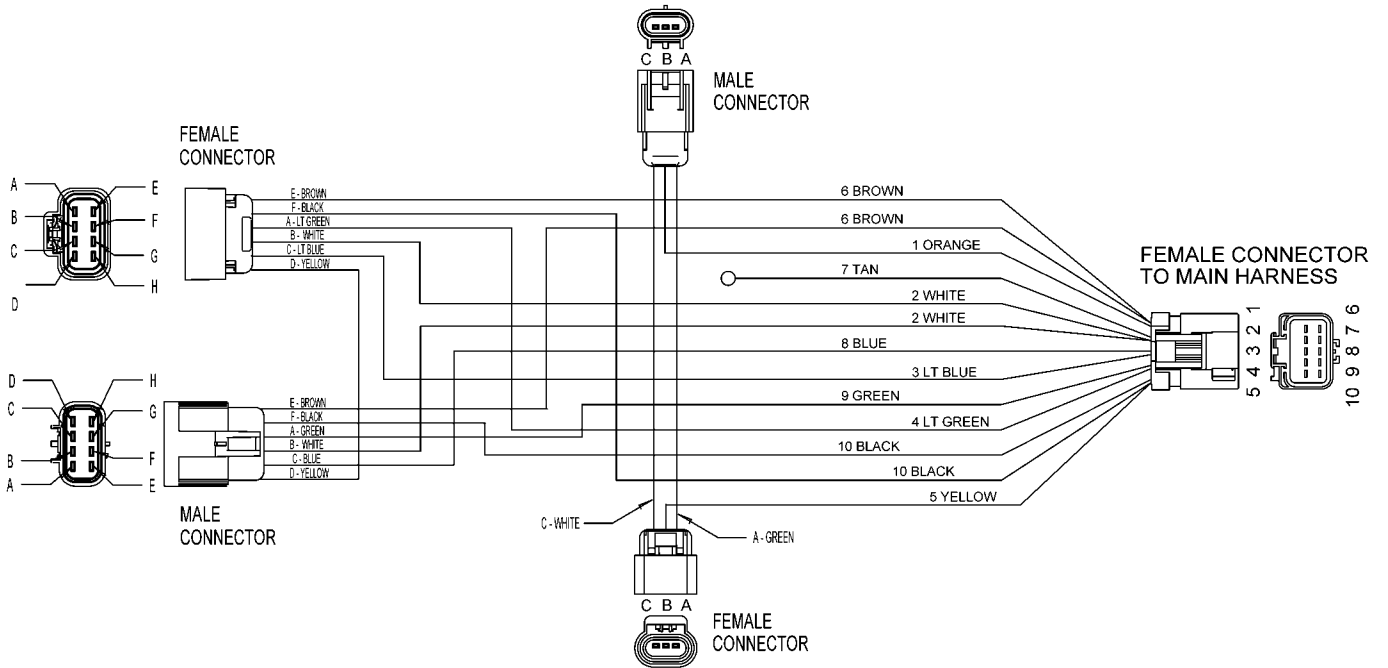 C B A
MALE
CONNECTOR
FEMALE
CONNECTOR
A
B
C
D
E
F
G
H
E - BROWN
F - BLACK
A - LT GREEN
B - WHITE
C - LT BLUE
D - YELLOW
6 BROWN
6 BROWN
1 ORANGE
7 TAN
2 WHITE
2 WHITE
8 BLUE
3 LT BLUE
9 GREEN
4 LT GREEN
10 BLACK
10 BLACK
5 YELLOW
FEMALE CONNECTOR
TO MAIN HARNESS
1
2
3
4
5
6
7
8
9
10
D
C
B
A
H
G
F
E
E - BROWN
F - BLACK
A - GREEN
B - WHITE
C - BLUE
D - YELLOW
MALE
CONNECTOR
C - WHITE
A - GREEN
C B A
FEMALE
CONNECTOR